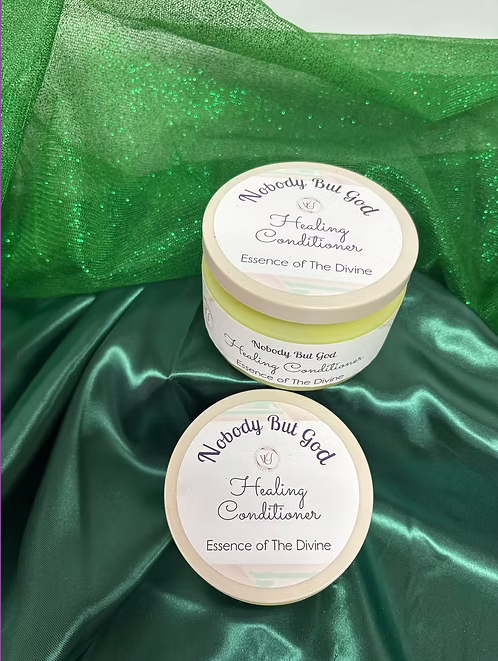 Nobody But God
Healing
Conditioner
Essence of The Divine
Nobody But God
Healing Conditioner
Essence of The Divine
Nobody But God
Healing
Conditioner
Essence of The Divine